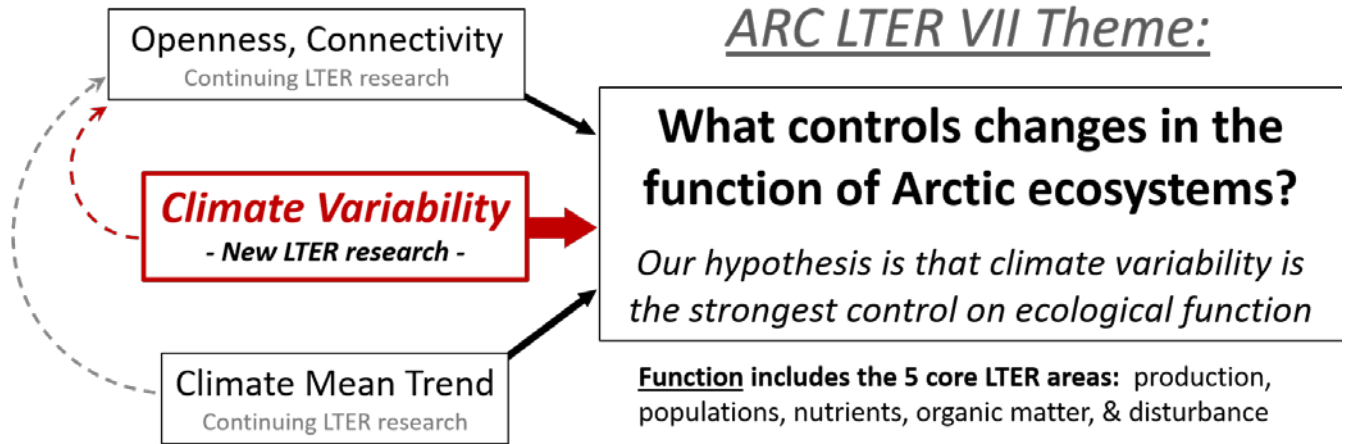 Openness, Connectivity
Continuing LTER research
Climate Variability
- New LTER research -
Climate Mean Trend
Continuing LTER research
ARC LTER VII Theme:
What controls changes in the
function of Arctic ecosystems?
Our hypothesis is that climate variability is
the strongest control on ecological function
Function includes the 5 core LTER areas: production,
populations, nutrients, organic matter, & disturbance